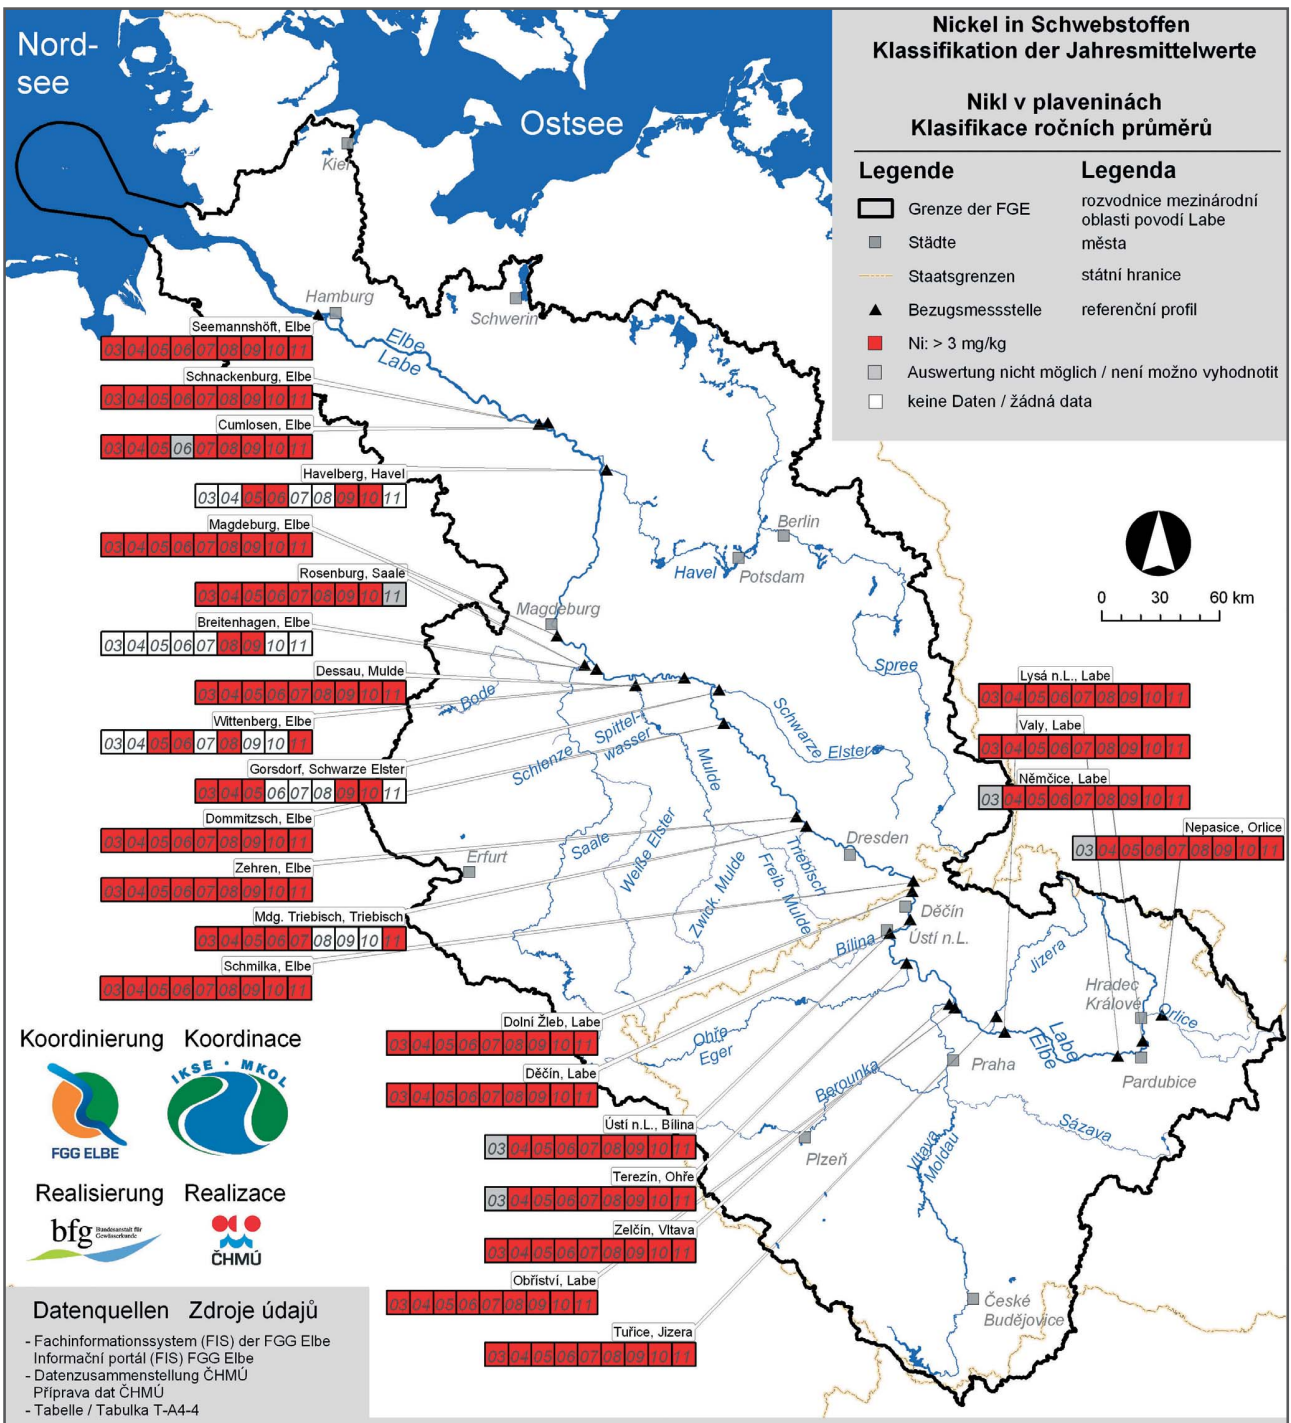 Nickel in Schwebstoffen
Klassifikation der Jahresmittelwerte
Nikl v plaveninách
Klasifikace ročních průměrů
Legende Legenda
Grenze der FGE rozvodnice mezinárodní
oblasti povodí Labe
Städte města
Staatsgrenzen státní hranice
Bezugsmessstelle referenční profil
Ni: > 3 mg/kg
Auswertung nicht möglich / není možno vyhodnotit
keine Daten / žádná data
Nord-
see
Ostsee
Kiel
Hamburg
Schwerin
Elbe
Labe
Seemannshöft, Elbe
03 04 05 06 07 08 09 10 11
Schnackenburg, Elbe
03 04 05 06 07 08 09 10 11
Cumlosen, Elbe
03 04 05 06 07 08 09 10 11
Havelberg, Havel
03 04 05 06 07 08 09 10 11
Magdeburg, Elbe
03 04 05 06 07 08 09 10 11
Rosenburg, Saale
03 04 05 06 07 08 09 10 11
Breitenhagen, Elbe
03 04 05 06 07 08 09 10 11
Dessau, Mulde
03 04 05 06 07 08 09 10 11
Wittenberg, Elbe
03 04 05 06 07 08 09 10 11
Gorsdorf, Schwarze Elster
03 04 05 06 07 08 09 10 11
Dommitzsch, Elbe
03 04 05 06 07 08 09 10 11
Zehren, Elbe
03 04 05 06 07 08 09 10 11
Mdg. Triebisch, Triebisch
03 04 05 06 07 08 09 10 11
Schmilka, Elbe
03 04 05 06 07 08 09 10 11
Berlin
Potsdam
Havel
Magdeburg
Spree
Bode
Schlenze
Spittel-
wasser
Schwarze Elster
Mulde
Saale
Weiße Elster
Zwick. Mulde
Freib. Mulde
Triebisch
Erfurt
Dresden
0 30 60 km
Lysá n.L., Labe
03 04 05 06 07 08 09 10 11
Valy, Labe
03 04 05 06 07 08 09 10 11
Němčice, Labe
03 04 05 06 07 08 09 10 11
Nepasice, Orlice
03 04 05 06 07 08 09 10 11
Děčín
Ústí n.L.
Bílina
Jizera
Hradec
Králové
Orlice
Labe
Elbe
Ohře
Eger
Praha
Pardubice
Berounka
Sázava
Plzeň
Vltava
Moldau
České
Budějovice
Dolní Žleb, Labe
03 04 05 06 07 08 09 10 11
Děčín, Labe
03 04 05 06 07 08 09 10 11
Ústí n.L., Bílina
03 04 05 06 07 08 09 10 11
Terezín, Ohře
03 04 05 06 07 08 09 10 11
Zelčín, Vltava
03 04 05 06 07 08 09 10 11
Obříství, Labe
03 04 05 06 07 08 09 10 11
Tuřice, Jizera
03 04 05 06 07 08 09 10 11
Koordinierung Koordinace
FGG ELBE
IKSE • MKOL
Realisierung Realizace
bfg Bundesanstalt für
Gewässerkunde
ČHMÚ
Datenquellen Zdroje údajů
- Fachinformationssystem (FIS) der FGG Elbe
Informační portál (FIS) FGG Elbe
- Datenzusammenstellung ČHMÚ
Příprava dat ČHMÚ
- Tabelle / Tabulka T-A4-4